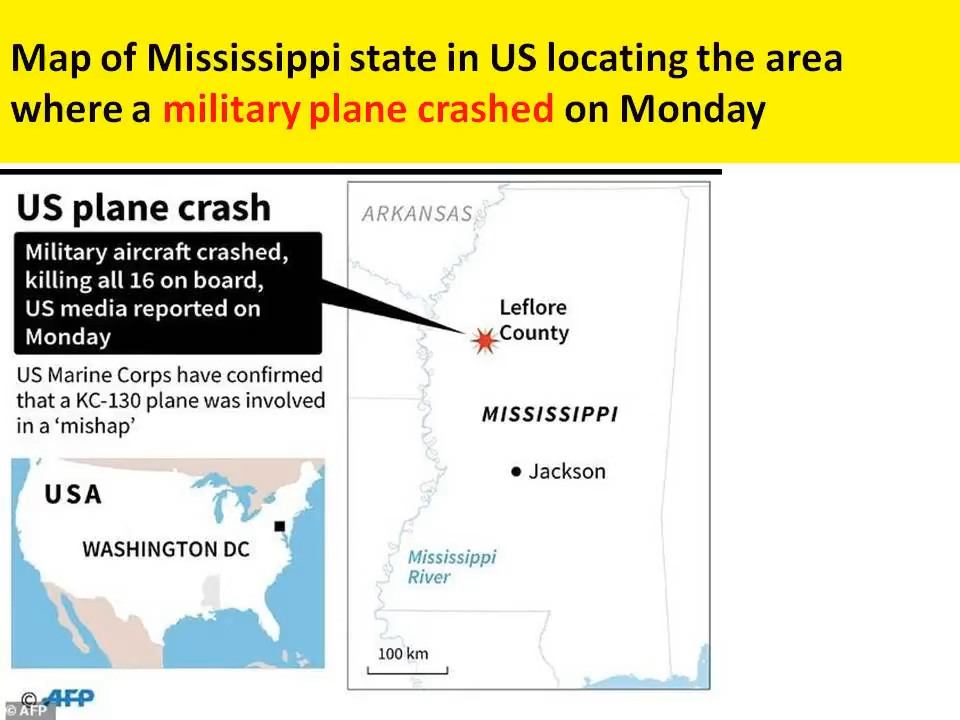 Map of Mississippi state in US locating the area
where a military plane crashed on Monday
US plane crash
Military aircraft crashed,
killing all 16 on board,
US media reported on
Monday
US Marine Corps have confirmed
that a KC-130 plane was involved
in a ‘mishap’
USA
WASHINGTON DC
ARKANSAS
Leflore
County
MISSISSIPPI
Jackson
Mississippi
River
100 km
© AFP
© AFP